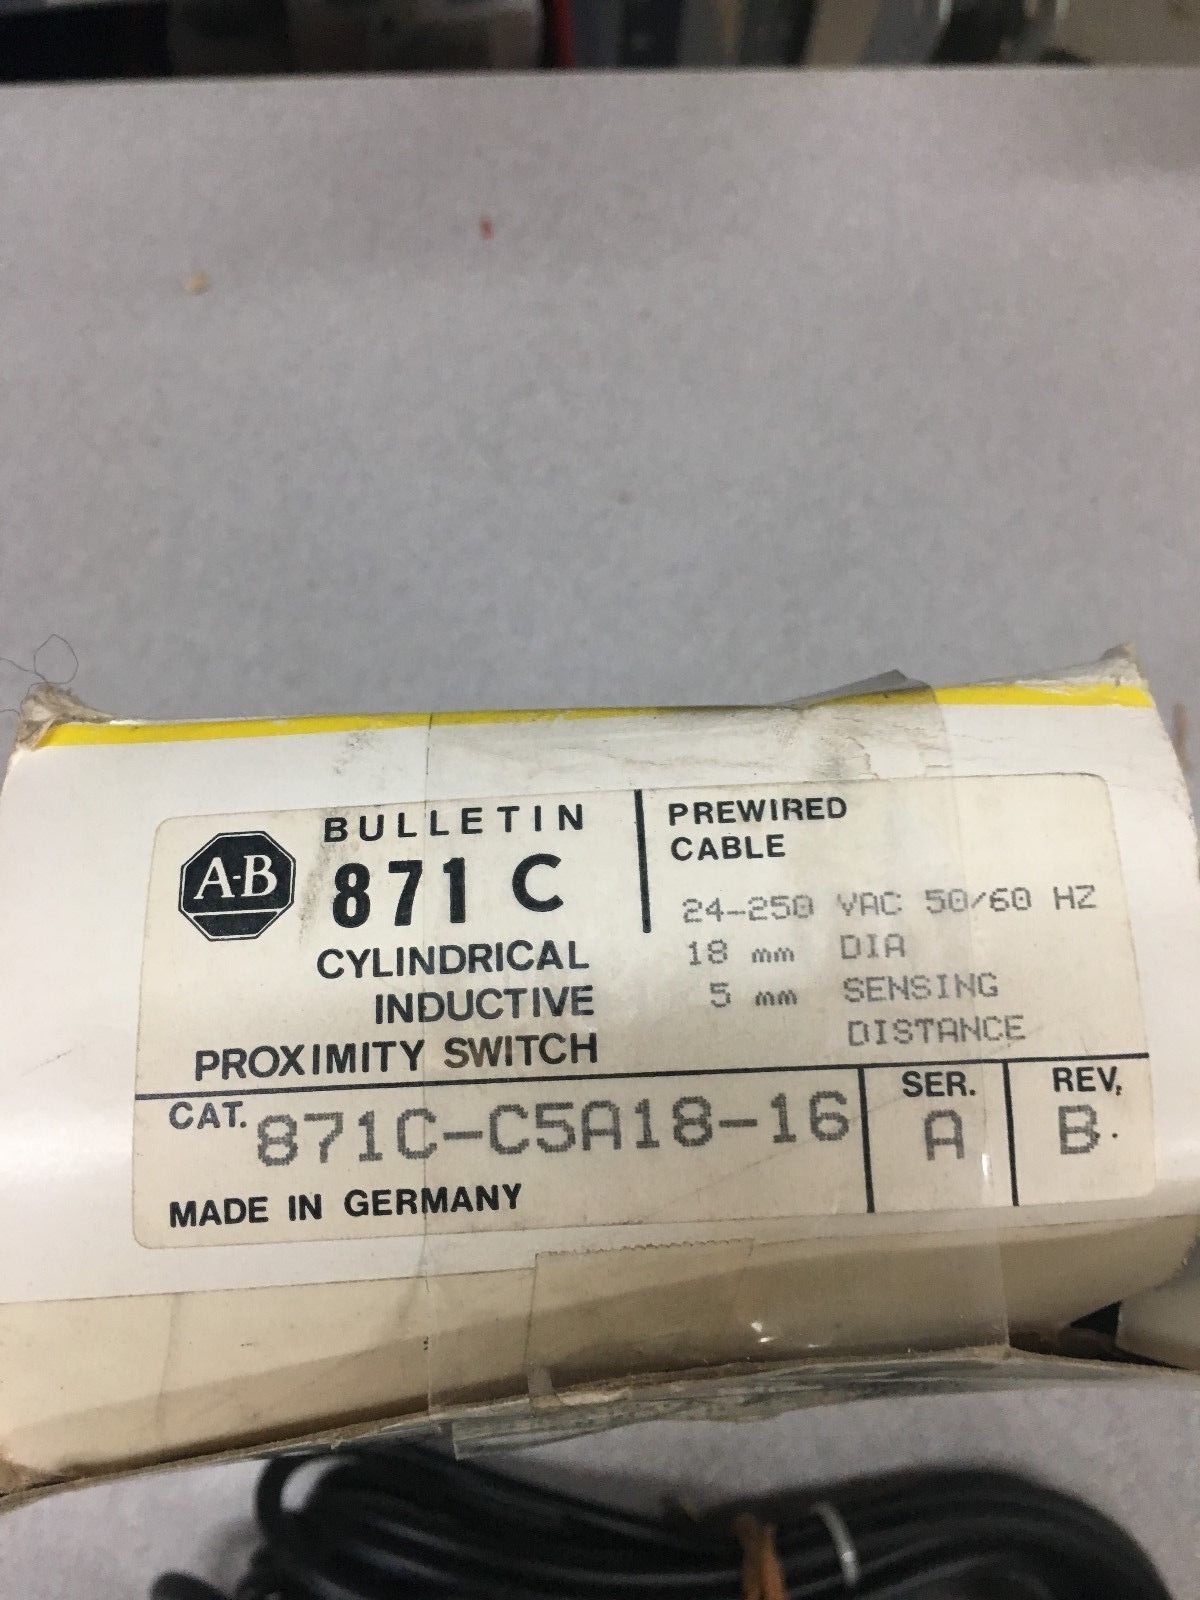 A-B
BULLETIN
871 C
CYLINDRICAL
INDUCTIVE
PROXIMITY SWITCH
PREWIRED
CABLE
24-250 VAC 50/60 HZ
18 mm DIA
5 mm SENSING
DISTANCE
CAT. 871C-C5A18-16
SER.
A
REV.
B
MADE IN GERMANY